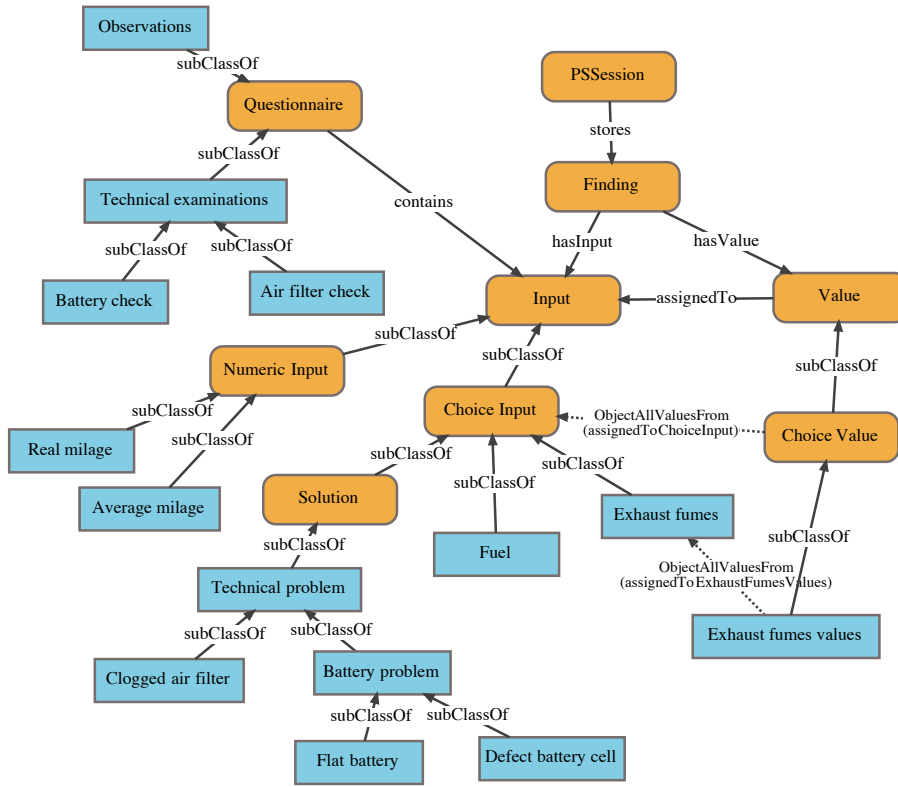 Observations
subClassOf
PSSession
Questionnaire
stores
subClassOf
Finding
Technical examinations
contains
hasInput
hasValue
subClassOf
subClassOf
Battery check
Air filter check
Input
assignedTo
Value
subClassOf
subClassOf
subClassOf
Numeric Input
subClassOf
Choice Input
ObjectAllValuesFrom
(assignedToChoiceInput)
Choice Value
Real milage
subClassOf
subClassOf
subClassOf
subClassOf
Average milage
Solution
Exhaust fumes
subClassOf
subClassOf
Fuel
ObjectAllValuesFrom
(assignedToExhaustFumesValues)
Technical problem
subClassOf
subClassOf
Exhaust fumes values
Clogged air filter
Battery problem
subClassOf
subClassOf
Flat battery
Defect battery cell